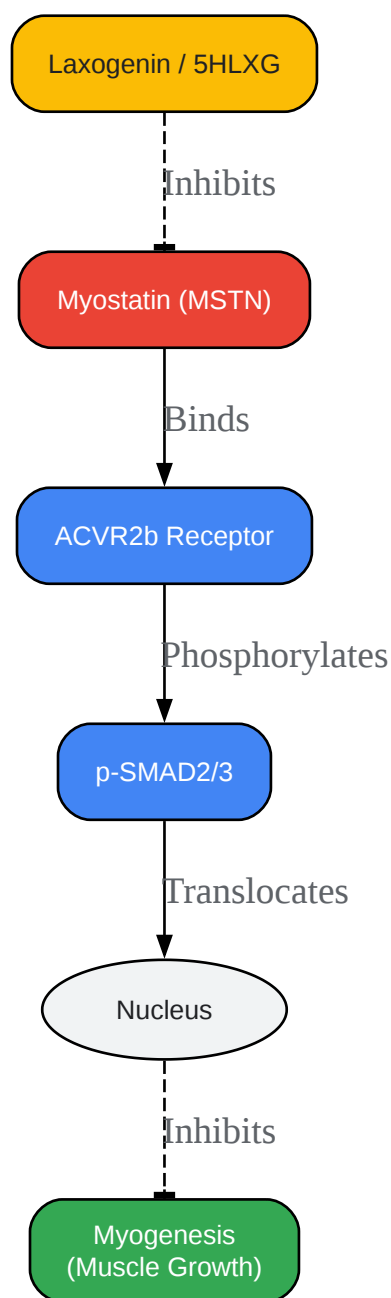 Laxogenin / 5HLXG
Inhibits
Myostatin (MSTN)
Binds
ACVR2b Receptor
Phosphorylates
p-SMAD2/3
Translocates
Nucleus
Inhibits
Myogenesis
(Muscle Growth)